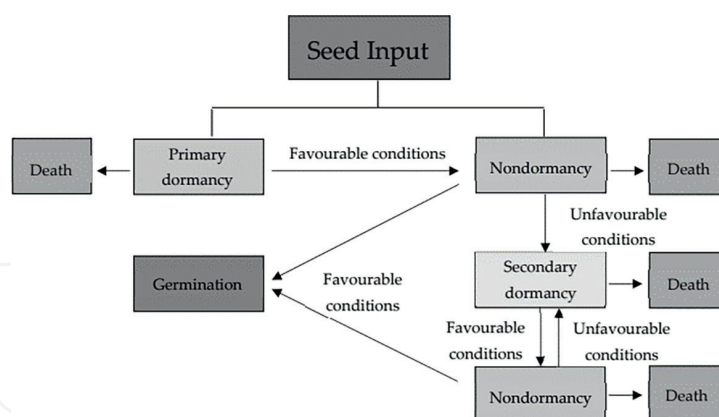 Seed Input
Death
Primary
dormancy
Favourable conditions
Nondormancy
Death
Unfavourable
conditions
Germination
Favourable
conditions
Secondary
dormancy
Death
Favourable
conditions
Unfavourable
conditions
Nondormancy
Death